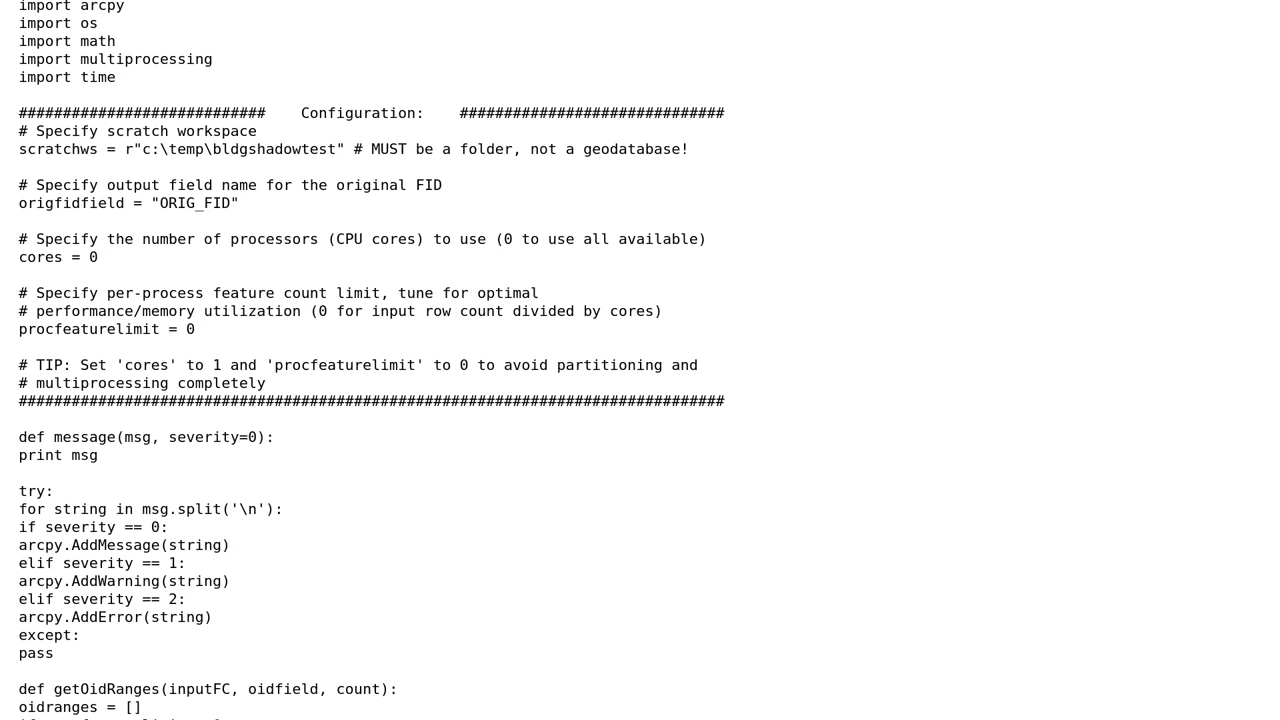 import arcpy
import os
import math
import multiprocessing
import time
############################    Configuration:    ##############################
# Specify scratch workspace
scratchws = r"c:\temp\bldgshadowtest" # MUST be a folder, not a geodatabase!
# Specify output field name for the original FID
origfidfield = "ORIG_FID"
# Specify the number of processors (CPU cores) to use (0 to use all available)
cores = 0
# Specify per-process feature count limit, tune for optimal
# performance/memory utilization (0 for input row count divided by cores)
procfeaturelimit = 0
# TIP: Set 'cores' to 1 and 'procfeaturelimit' to 0 to avoid partitioning and
# multiprocessing completely
################################################################################
def message(msg, severity=0):
print msg
try:
for string in msg.split('\n'):
if severity == 0:
arcpy.AddMessage(string)
elif severity == 1:
arcpy.AddWarning(string)
elif severity == 2:
arcpy.AddError(string)
except:
pass
def getOidRanges(inputFC, oidfield, count):
oidranges = []